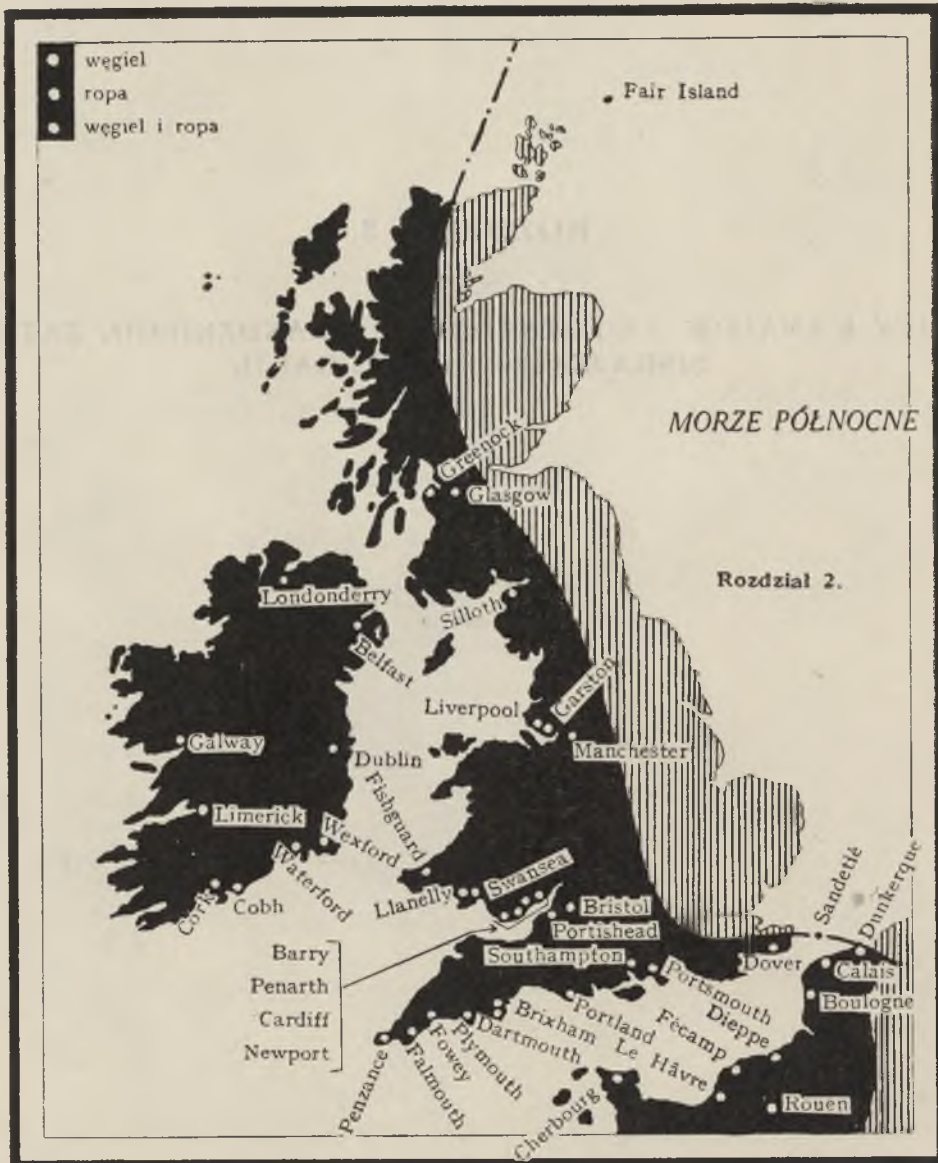 węgiel
ropa
węgiel i ropa
Fair Island
MORZE PÓŁNOCNE
Greenock
Glasgow
Rozdział 2.
Londonderry
Silloth
Belfast
Garston
Liverpool
Galway
Dublin
Manchester
Fishguard
Limerick
Wexford
Waterford
Swansea
Sandetié
Dunkerque
Llanelly
Cork
Cobh
Bristol
Portishead
Barry
Southampton
Dover
Calais
Penarth
Portsmouth
Boulogne
Cardiff
Portland
Fécamp
Dieppe
Newport
Brixham
Le Hâvre
Dartmouth
Plymouth
Fowey
Falmouth
Penzance
Cherbourg
Rouen